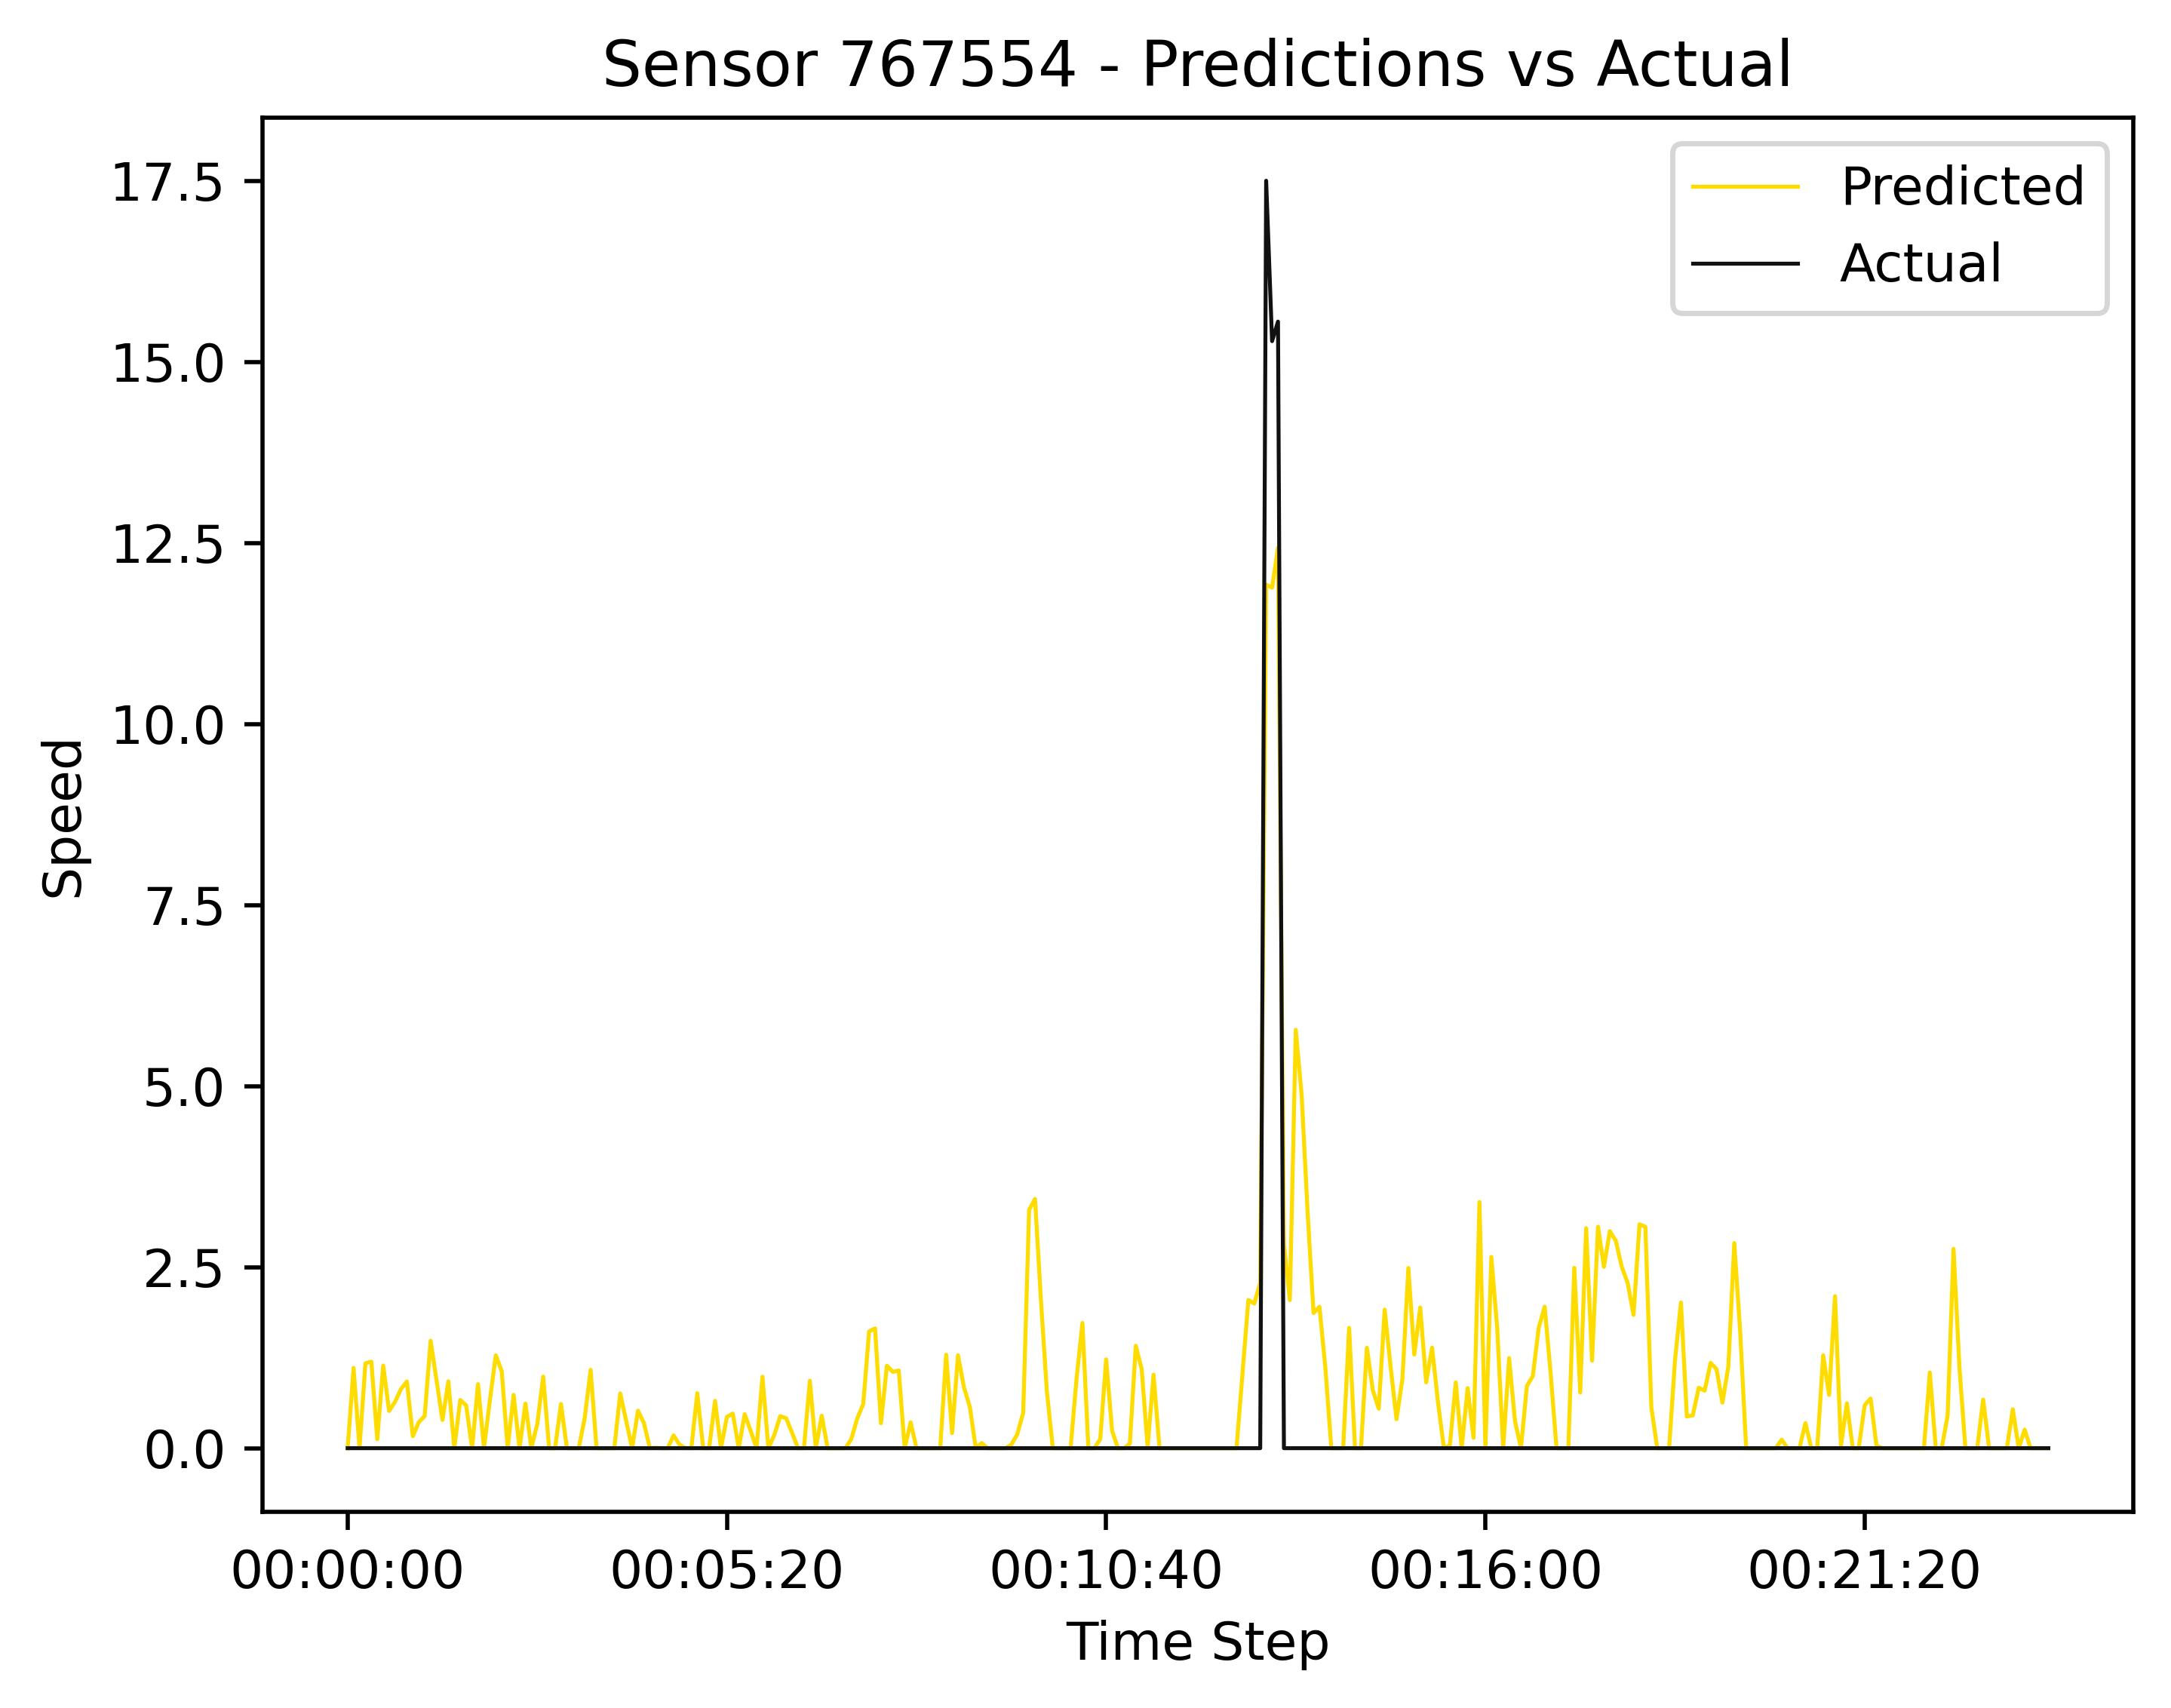 Sensor 767554 - Predictions vs Actual
Predicted
Actual
17.5
15.0
12.5
10.0
7.5
5.0
2.5
0.0
Speed
00:00:00 00:05:20 00:10:40 00:16:00 00:21:20
Time Step